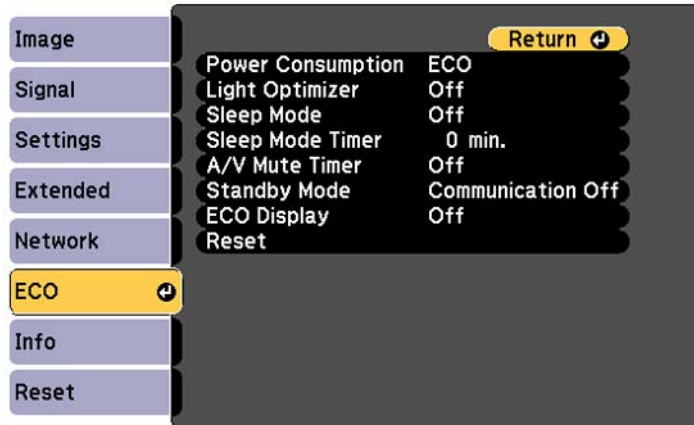 Image
Signal
Settings
Extended
Network
ECO
Info
Reset
Return
Power Consumption ECO
Light Optimizer Off
Sleep Mode Off
Sleep Mode Timer 0 min.
A/V Mute Timer Off
Standby Mode Communication Off
ECO Display Off
Reset